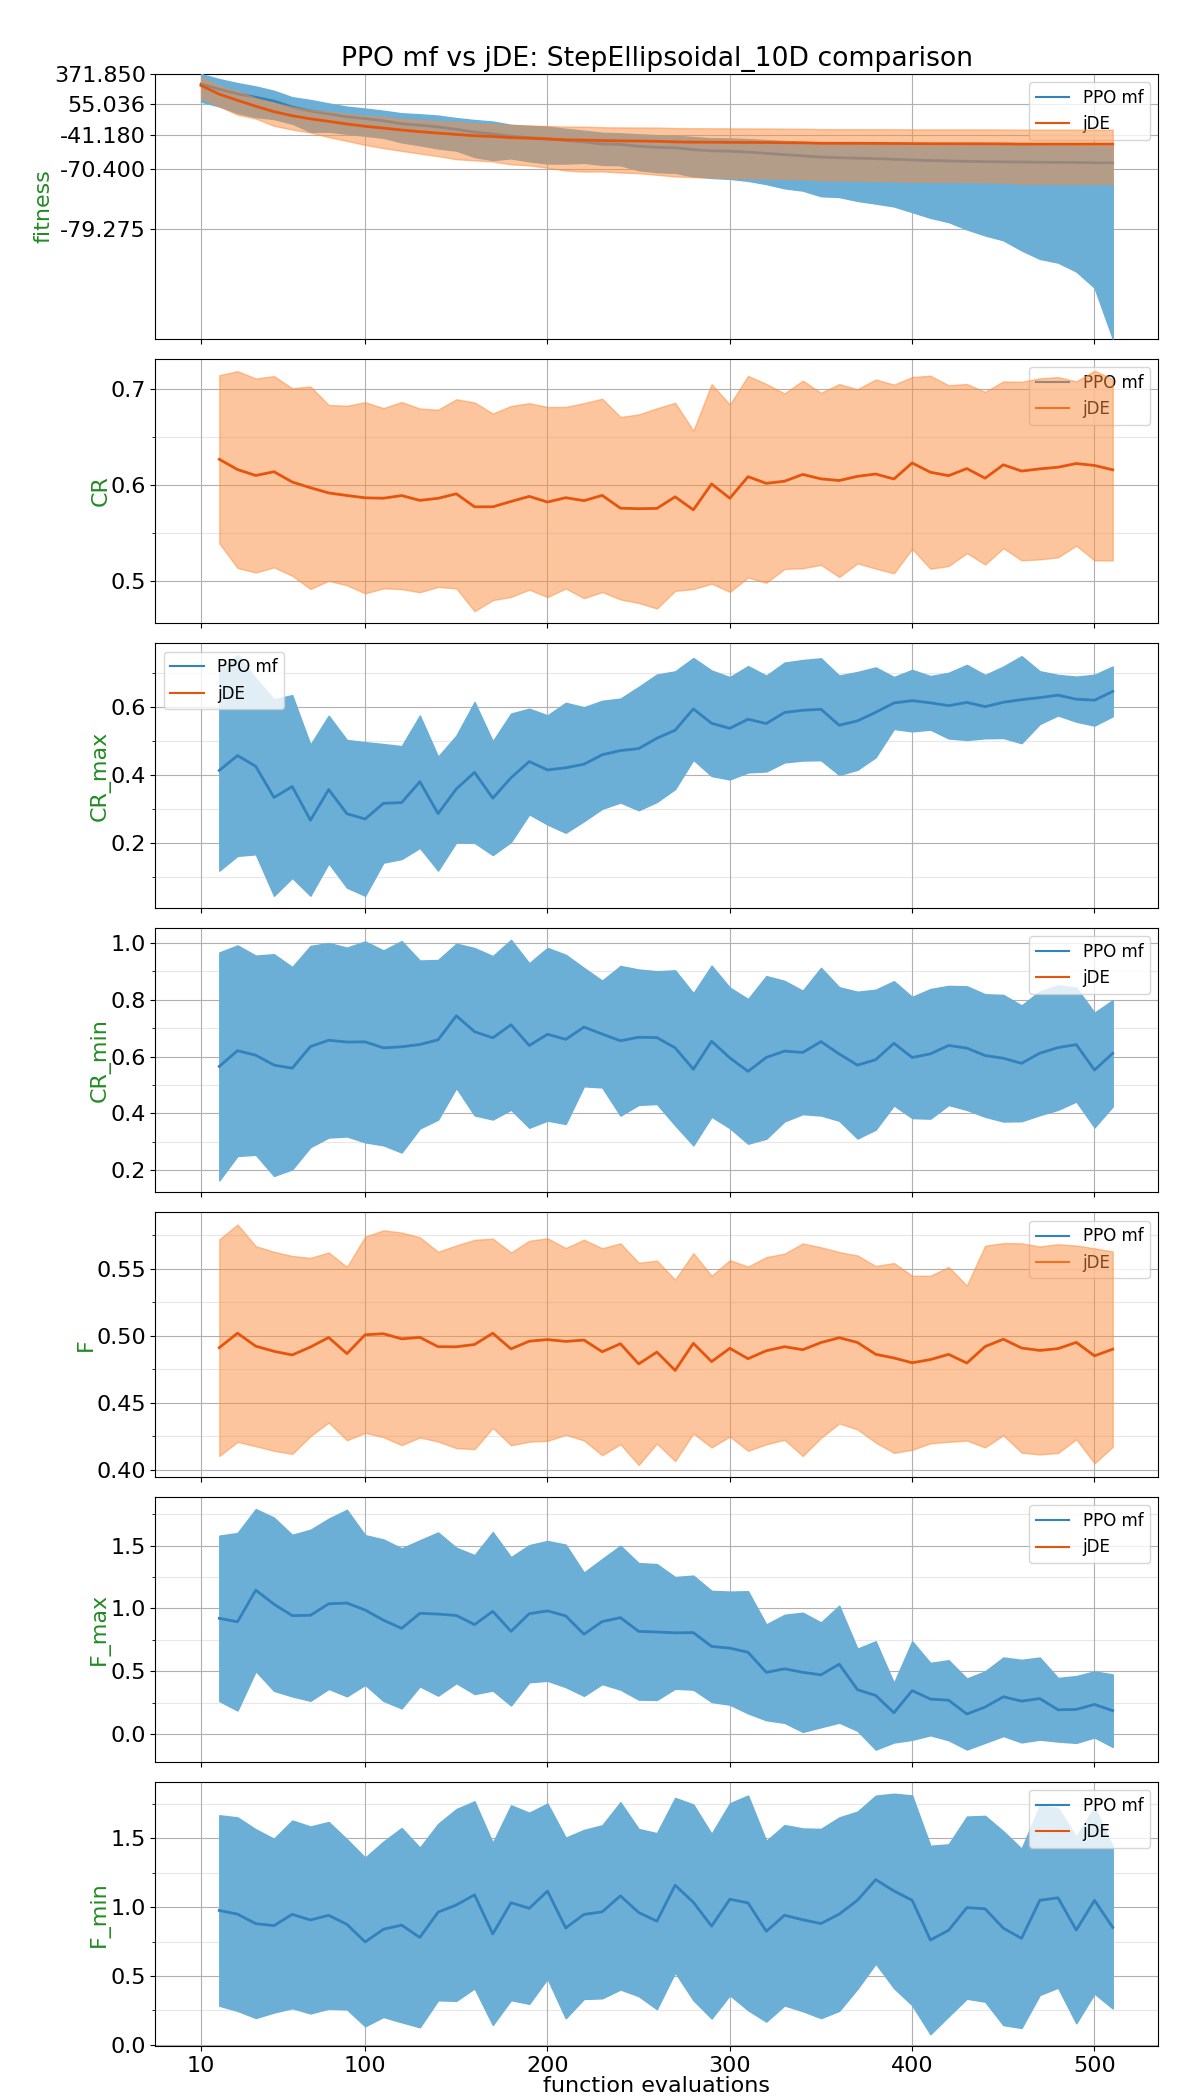 PPO mf vs jDE: StepEllipsoidal_10D comparison
371.850
55.036
-41.180
-70.400
-79.275
fitness
PPO mf
jDE
0.7
0.6
0.5
CR
PPO mf
jDE
0.6
0.4
0.2
CR_max
PPO mf
jDE
1.0
0.8
0.6
0.4
0.2
CR_min
PPO mf
jDE
0.55
0.50
0.45
0.40
F
PPO mf
jDE
1.5
1.0
0.5
0.0
F_max
PPO mf
jDE
1.5
1.0
0.5
0.0
F_min
PPO mf
jDE
10 100 200 300 400 500
function evaluations